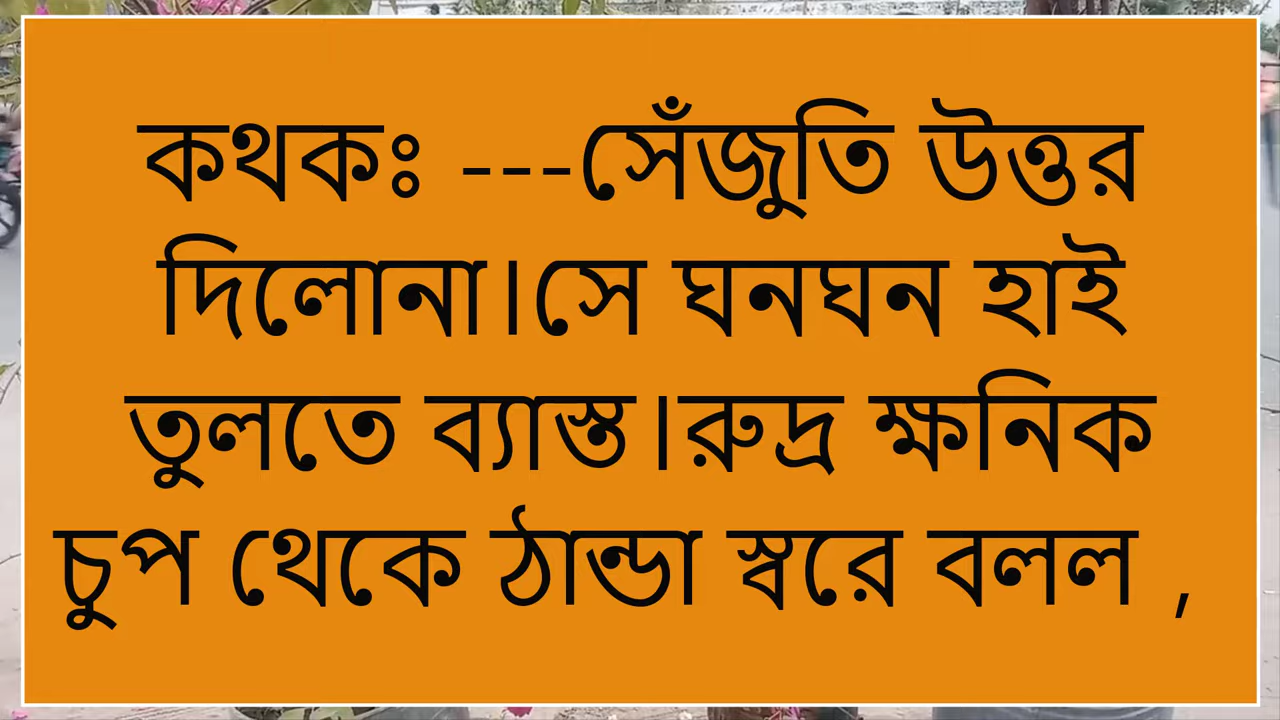 কথকঃ ---সেঁজুতি উত্তর
দিলোনা।সে ঘনঘন হাই
তুলতে ব্যাস্ত।রুদ্র ক্ষনিক
চুপ থেকে ঠান্ডা স্বরে বলল ,